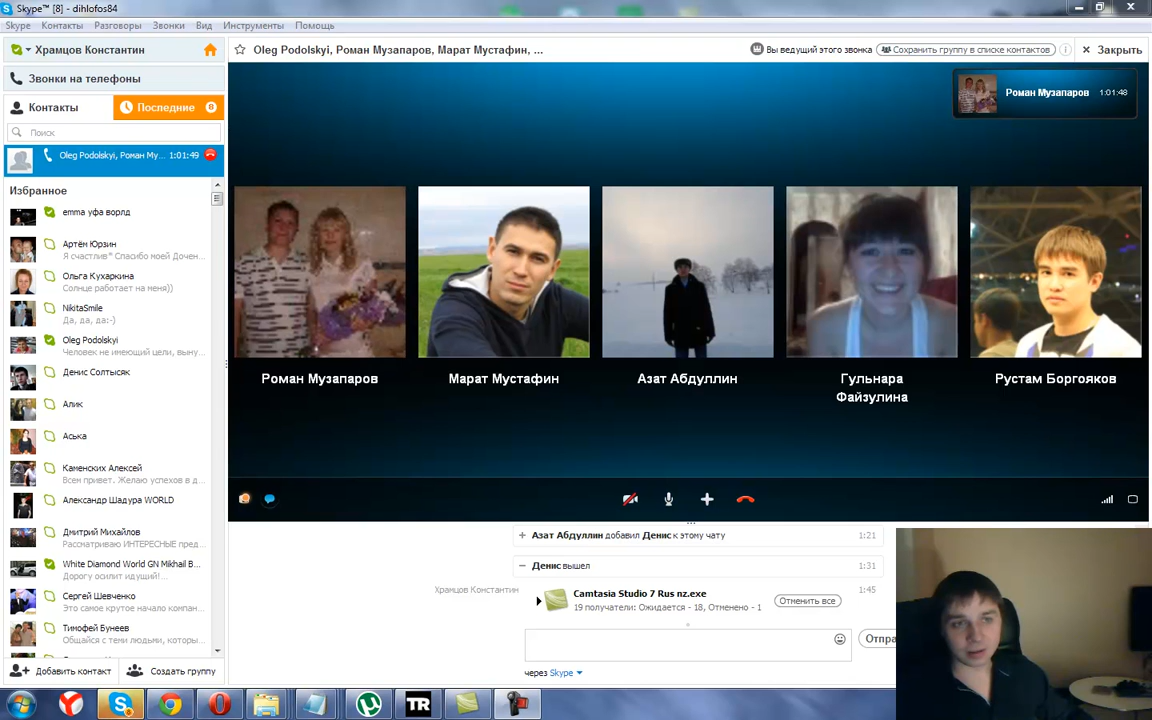 Skype™ [8] - dihlofos84
Skype Контакты Разговоры Звонки Вид Инструменты Помощь
Храмцов Константин
Звонки на телефоны
Контакты
Последние 8
Поиск
Oleg Podolskyi, Роман Му... 1:01:49
Избранное
emma уфа ворлд
Артём Юрзин
Я счастлив" Спасибо моей Дочен...
Ольга Кухаркина
Солнце работает на меня))
NikitaSmile
Да, да, да:-)
Oleg Podolskyi
Человек не имеющий цели, выну...
Денис Солтысяк
Алик
Аська
Каменских Алексей
Всем привет. Желаю успехов в д...
Александр Шадура WORLD
Дмитрий Михайлов
Рассматриваю ИНТЕРЕСНЫЕ пред...
White Diamond World GN Mikhail B...
Дорогу осилит идущий!...
Сергей Шевченко
Это самое крутое начало компан...
Тимофей Бунеев
Общайся с теми людьми, которы...
Добавить контакт
Создать группу
Oleg Podolskyi, Роман Музапаров, Марат Мустафин, ...
Вы ведущий этого звонка
Сохранить группу в списке контактов
Закрыть
Роман Музапаров 1:01:48
Роман Музапаров
Марат Мустафин
Азат Абдуллин
Гульнара
Файзулина
Рустам Боргояков
Азат Абдуллин добавил Денис к этому чату 1:21
Денис вышел 1:31
Храмцов Константин
Camtasia Studio 7 Rus nz.exe 1:45
19 получатели: Ожидается - 18, Отменено - 1
Отменить все
Отпра
через Skype
TR